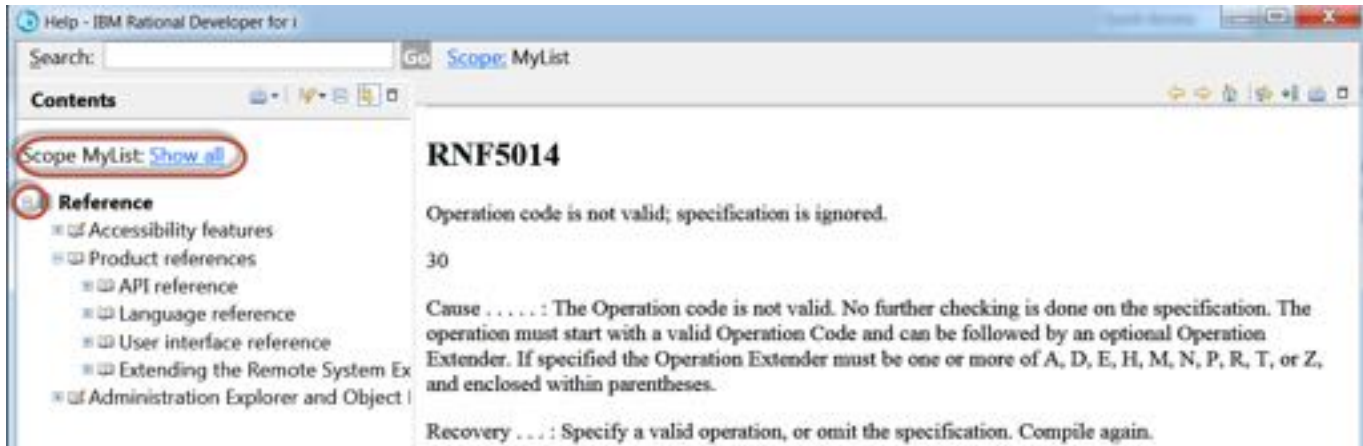 Help - IBM Rational Developer for i
Search:
Go
Scope: MyList
Contents
Scope MyList: Show all
Reference
Accessibility features
Product references
API reference
Language reference
User interface reference
Extending the Remote System Ex
Administration Explorer and Object
RNF5014
Operation code is not valid; specification is ignored.
30
Cause . . . . . : The Operation code is not valid. No further checking is done on the specification. The
operation must start with a valid Operation Code and can be followed by an optional Operation
Extender. If specified the Operation Extender must be one or more of A, D, E, H, M, N, P, R, T, or Z,
and enclosed within parentheses.
Recovery . . . : Specify a valid operation, or omit the specification. Compile again.